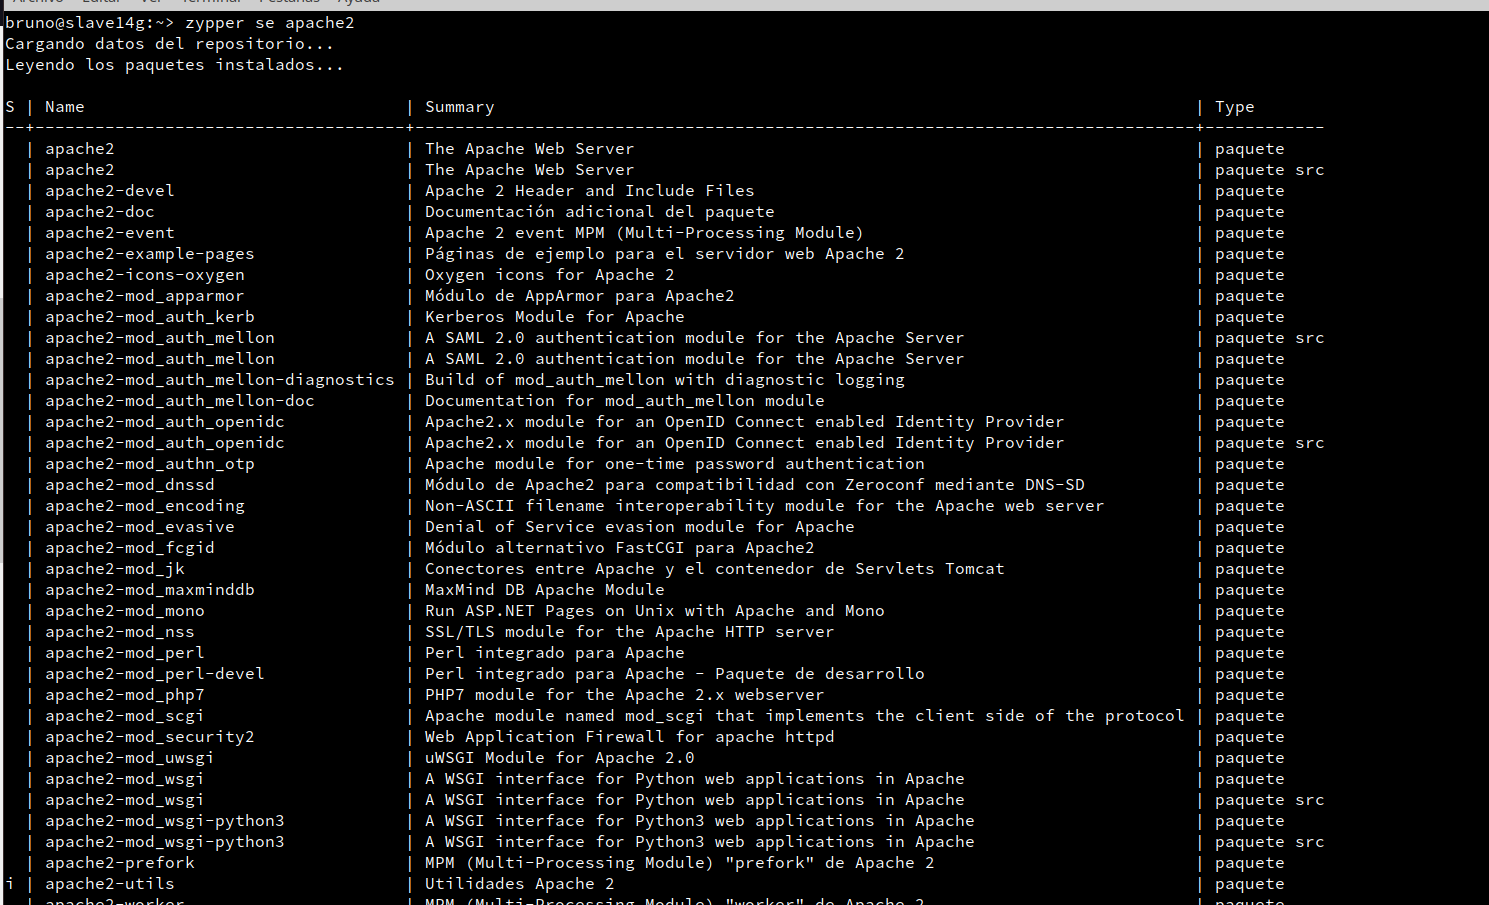 Archivo Editar Ver Terminal Pestañas Ayuda
bruno@slave14g:~> zypper se apache2
Cargando datos del repositorio...
Leyendo los paquetes instalados...
S | Name | Summary | Type
--+-------------------------------------+------------------------------------------------------------------------------+------------
| apache2 | The Apache Web Server | paquete
| apache2 | The Apache Web Server | paquete src
| apache2-devel | Apache 2 Header and Include Files | paquete
| apache2-doc | Documentación adicional del paquete | paquete
| apache2-event | Apache 2 event MPM (Multi-Processing Module) | paquete
| apache2-example-pages | Páginas de ejemplo para el servidor web Apache 2 | paquete
| apache2-icons-oxygen | Oxygen icons for Apache 2 | paquete
| apache2-mod_apparmor | Módulo de AppArmor para Apache2 | paquete
| apache2-mod_auth_kerb | Kerberos Module for Apache | paquete
| apache2-mod_auth_mellon | A SAML 2.0 authentication module for the Apache Server | paquete src
| apache2-mod_auth_mellon | A SAML 2.0 authentication module for the Apache Server | paquete
| apache2-mod_auth_mellon-diagnostics | Build of mod_auth_mellon with diagnostic logging | paquete
| apache2-mod_auth_mellon-doc | Documentation for mod_auth_mellon module | paquete
| apache2-mod_auth_openidc | Apache2.x module for an OpenID Connect enabled Identity Provider | paquete
| apache2-mod_auth_openidc | Apache2.x module for an OpenID Connect enabled Identity Provider | paquete src
| apache2-mod_authn_otp | Apache module for one-time password authentication | paquete
| apache2-mod_dnssd | Módulo de Apache2 para compatibilidad con Zeroconf mediante DNS-SD | paquete
| apache2-mod_encoding | Non-ASCII filename interoperability module for the Apache web server | paquete
| apache2-mod_evasive | Denial of Service evasion module for Apache | paquete
| apache2-mod_fcgid | Módulo alternativo FastCGI para Apache2 | paquete
| apache2-mod_jk | Conectores entre Apache y el contenedor de Servlets Tomcat | paquete
| apache2-mod_maxminddb | MaxMind DB Apache Module | paquete
| apache2-mod_mono | Run ASP.NET Pages on Unix with Apache and Mono | paquete
| apache2-mod_nss | SSL/TLS module for the Apache HTTP server | paquete
| apache2-mod_perl | Perl integrado para Apache | paquete
| apache2-mod_perl-devel | Perl integrado para Apache - Paquete de desarrollo | paquete
| apache2-mod_php7 | PHP7 module for the Apache 2.x webserver | paquete
| apache2-mod_scgi | Apache module named mod_scgi that implements the client side of the protocol | paquete
| apache2-mod_security2 | Web Application Firewall for apache httpd | paquete
| apache2-mod_uwsgi | uWSGI Module for Apache 2.0 | paquete
| apache2-mod_wsgi | A WSGI interface for Python web applications in Apache | paquete
| apache2-mod_wsgi | A WSGI interface for Python web applications in Apache | paquete src
| apache2-mod_wsgi-python3 | A WSGI interface for Python3 web applications in Apache | paquete
| apache2-mod_wsgi-python3 | A WSGI interface for Python3 web applications in Apache | paquete src
| apache2-prefork | MPM (Multi-Processing Module) "prefork" de Apache 2 | paquete
i | apache2-utils | Utilidades Apache 2 | paquete
| apache2-worker | MPM (Multi-Processing Module) "worker" de Apache 2 | paquete